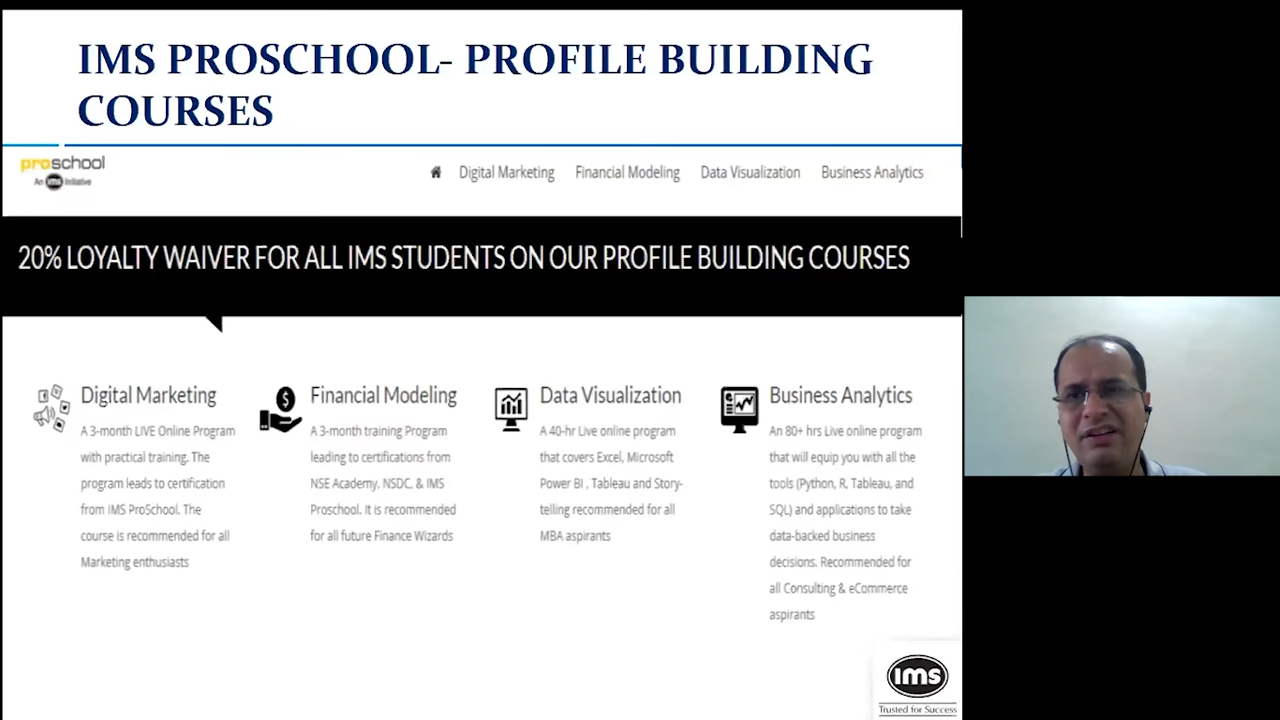 IMS PROSCHOOL- PROFILE BUILDING
COURSES
proschool
An ims Initiative
Digital Marketing
Financial Modeling
Data Visualization
Business Analytics
20% LOYALTY WAIVER FOR ALL IMS STUDENTS ON OUR PROFILE BUILDING COURSES
Digital Marketing
A 3-month LIVE Online Program
with practical training. The
program leads to certification
from IMS ProSchool. The
course is recommended for all
Marketing enthusiasts
Financial Modeling
A 3-month training Program
leading to certifications from
NSE Academy, NSDC, & IMS
Proschool. It is recommended
for all future Finance Wizards
Data Visualization
A 40-hr Live online program
that covers Excel, Microsoft
Power BI , Tableau and Story-
telling recommended for all
MBA aspirants
Business Analytics
An 80+ hrs Live online program
that will equip you with all the
tools (Python, R, Tableau, and
SQL) and applications to take
data-backed business
decisions. Recommended for
all Consulting & eCommerce
aspirants
ims
Trusted for Success